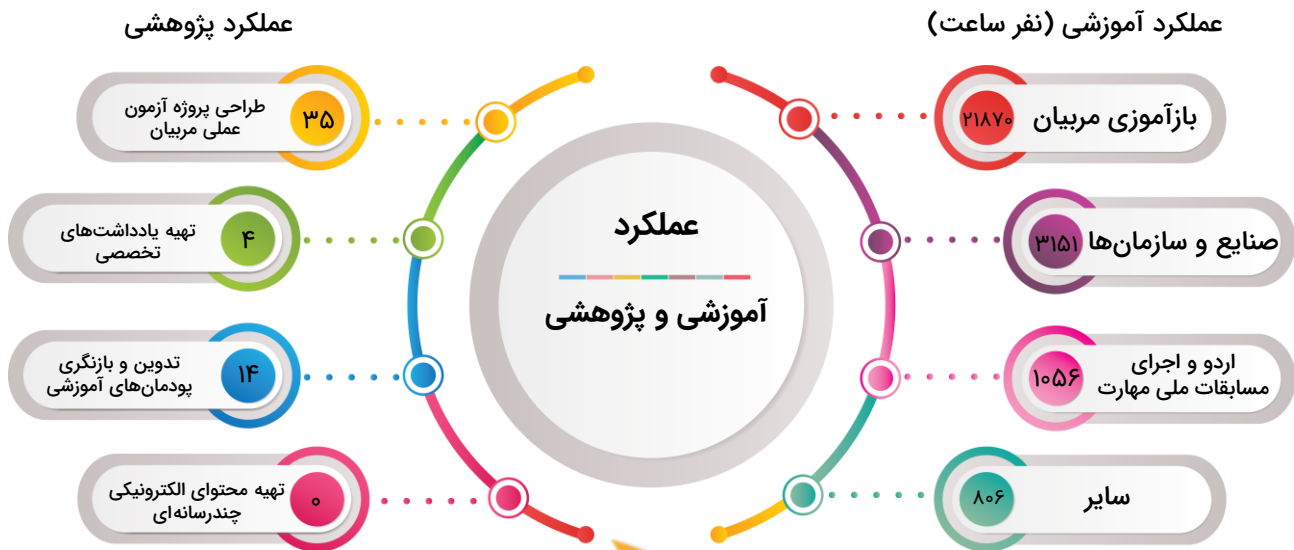 عملکرد آموزشی (نفر ساعت)
بازآموزی مربیان
۲۱۸۷۰
صنایع و سازمان‌ها
۳۱۵۱
اردو و اجرای
مسابقات ملی مهارت
۱۰۵۶
سایر
۸۰۶
عملکرد
آموزشی و پژوهشی
عملکرد پژوهشی
۳۵
طراحی پروژه آزمون
عملی مربیان
۴
تهیه یادداشت‌های
تخصصی
۱۴
تدوین و بازنگری
پودمان‌های آموزشی
۰
تهیه محتوای الکترونیکی
چندرسانه‌ای